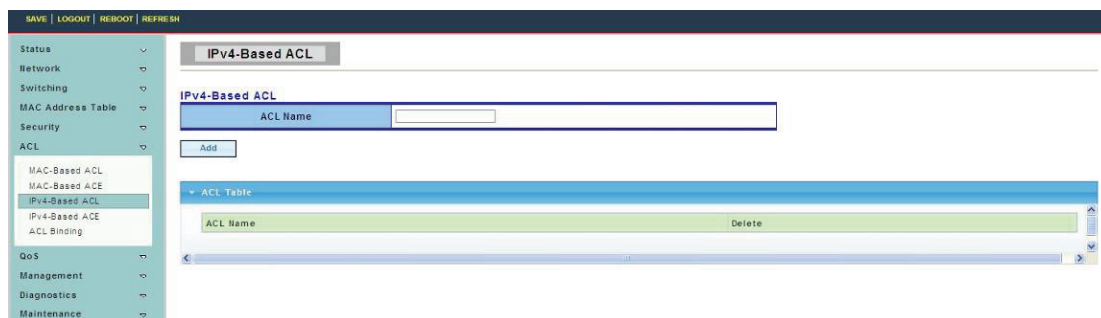 SAVE | LOGOUT | REBOOT | REFRESH
Status
Network
Switching
MAC Address Table
Security
ACL
MAC-Based ACL
MAC-Based ACE
IPv4-Based ACL
IPv4-Based ACE
ACL Binding
QoS
Management
Diagnostics
Maintenance
IPv4-Based ACL
IPv4-Based ACL
ACL Name
Add
ACL Table
ACL Name Delete